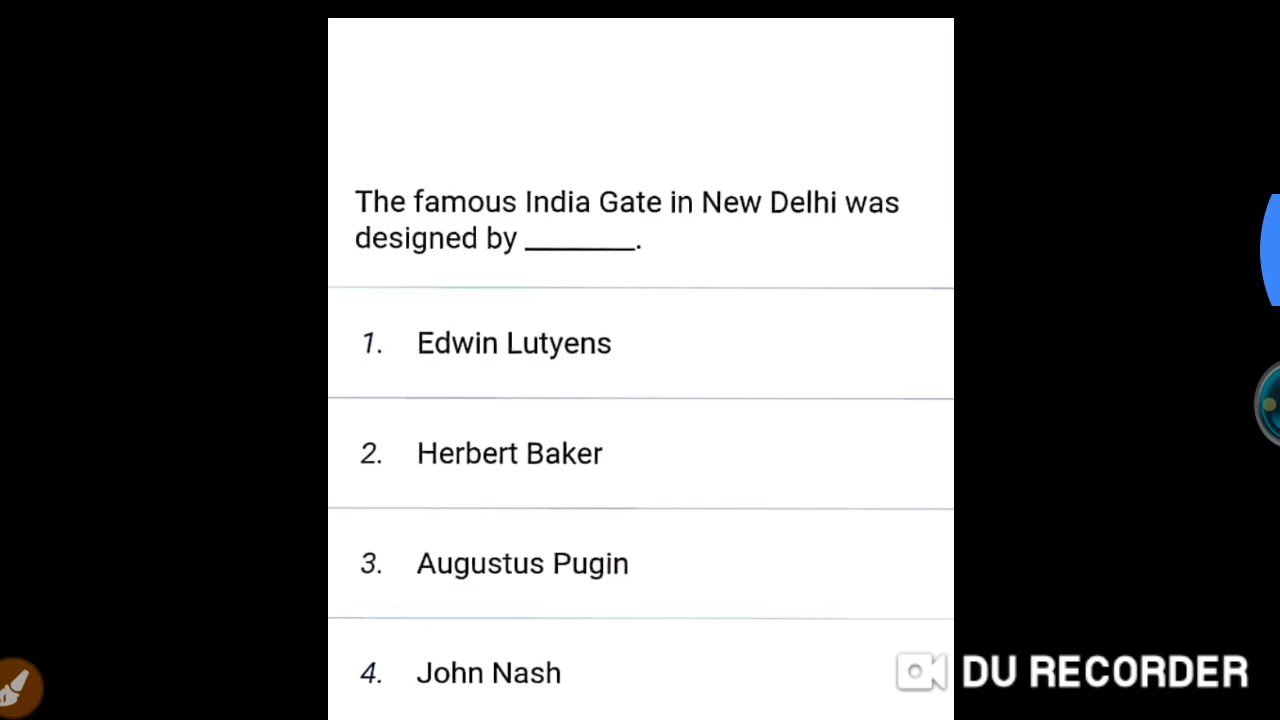 The famous India Gate in New Delhi was
designed by _______.
1. Edwin Lutyens
2. Herbert Baker
3. Augustus Pugin
4. John Nash
DU RECORDER